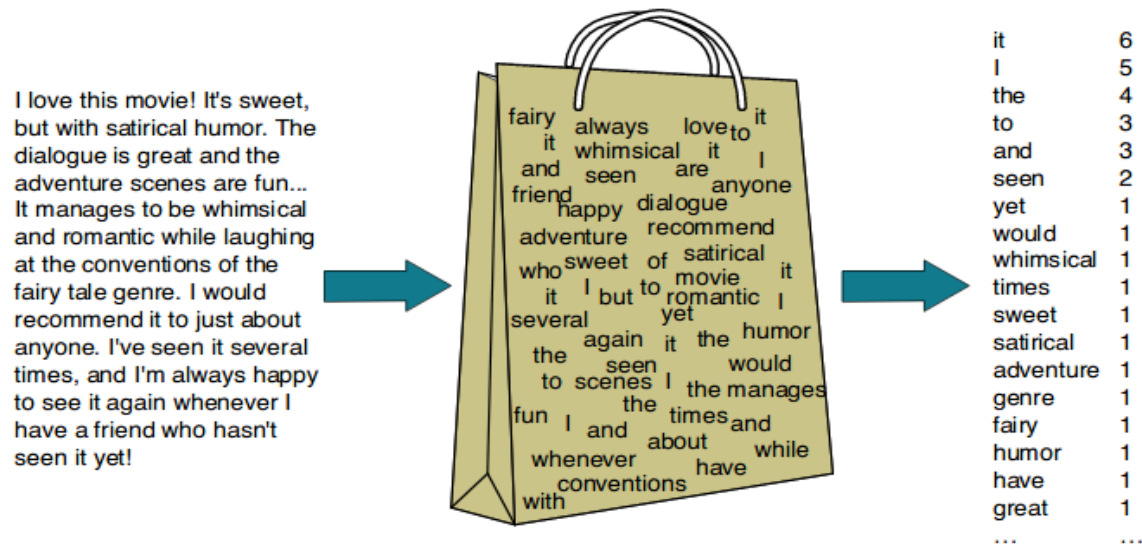 I love this movie! It's sweet,
but with satirical humor. The
dialogue is great and the
adventure scenes are fun...
It manages to be whimsical
and romantic while laughing
at the conventions of the
fairy tale genre. I would
recommend it to just about
anyone. I've seen it several
times, and I'm always happy
to see it again whenever I
have a friend who hasn't
seen it yet!
fairy always love to it
it whimsical it I
and seen are anyone
friend happy dialogue
adventure recommend
who sweet of satirical
it I but to movie it
romantic I
several yet
again it the humor
the seen would
to scenes I the manages
fun I the times and
and about while
whenever have
conventions
with
it 6
I 5
the 4
to 3
and 3
seen 2
yet 1
would 1
whimsical 1
times 1
sweet 1
satirical 1
adventure 1
genre 1
fairy 1
humor 1
have 1
great 1
... ...